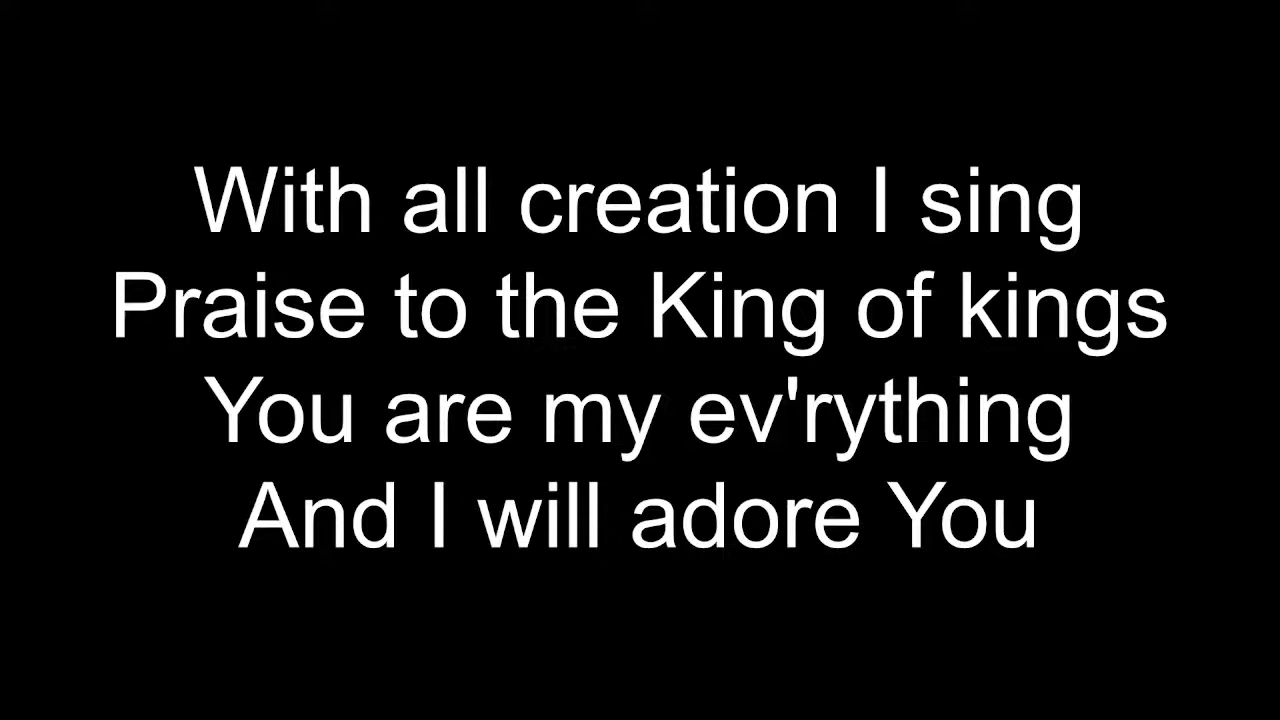 With all creation I sing
Praise to the King of kings
You are my ev'rything
And I will adore You